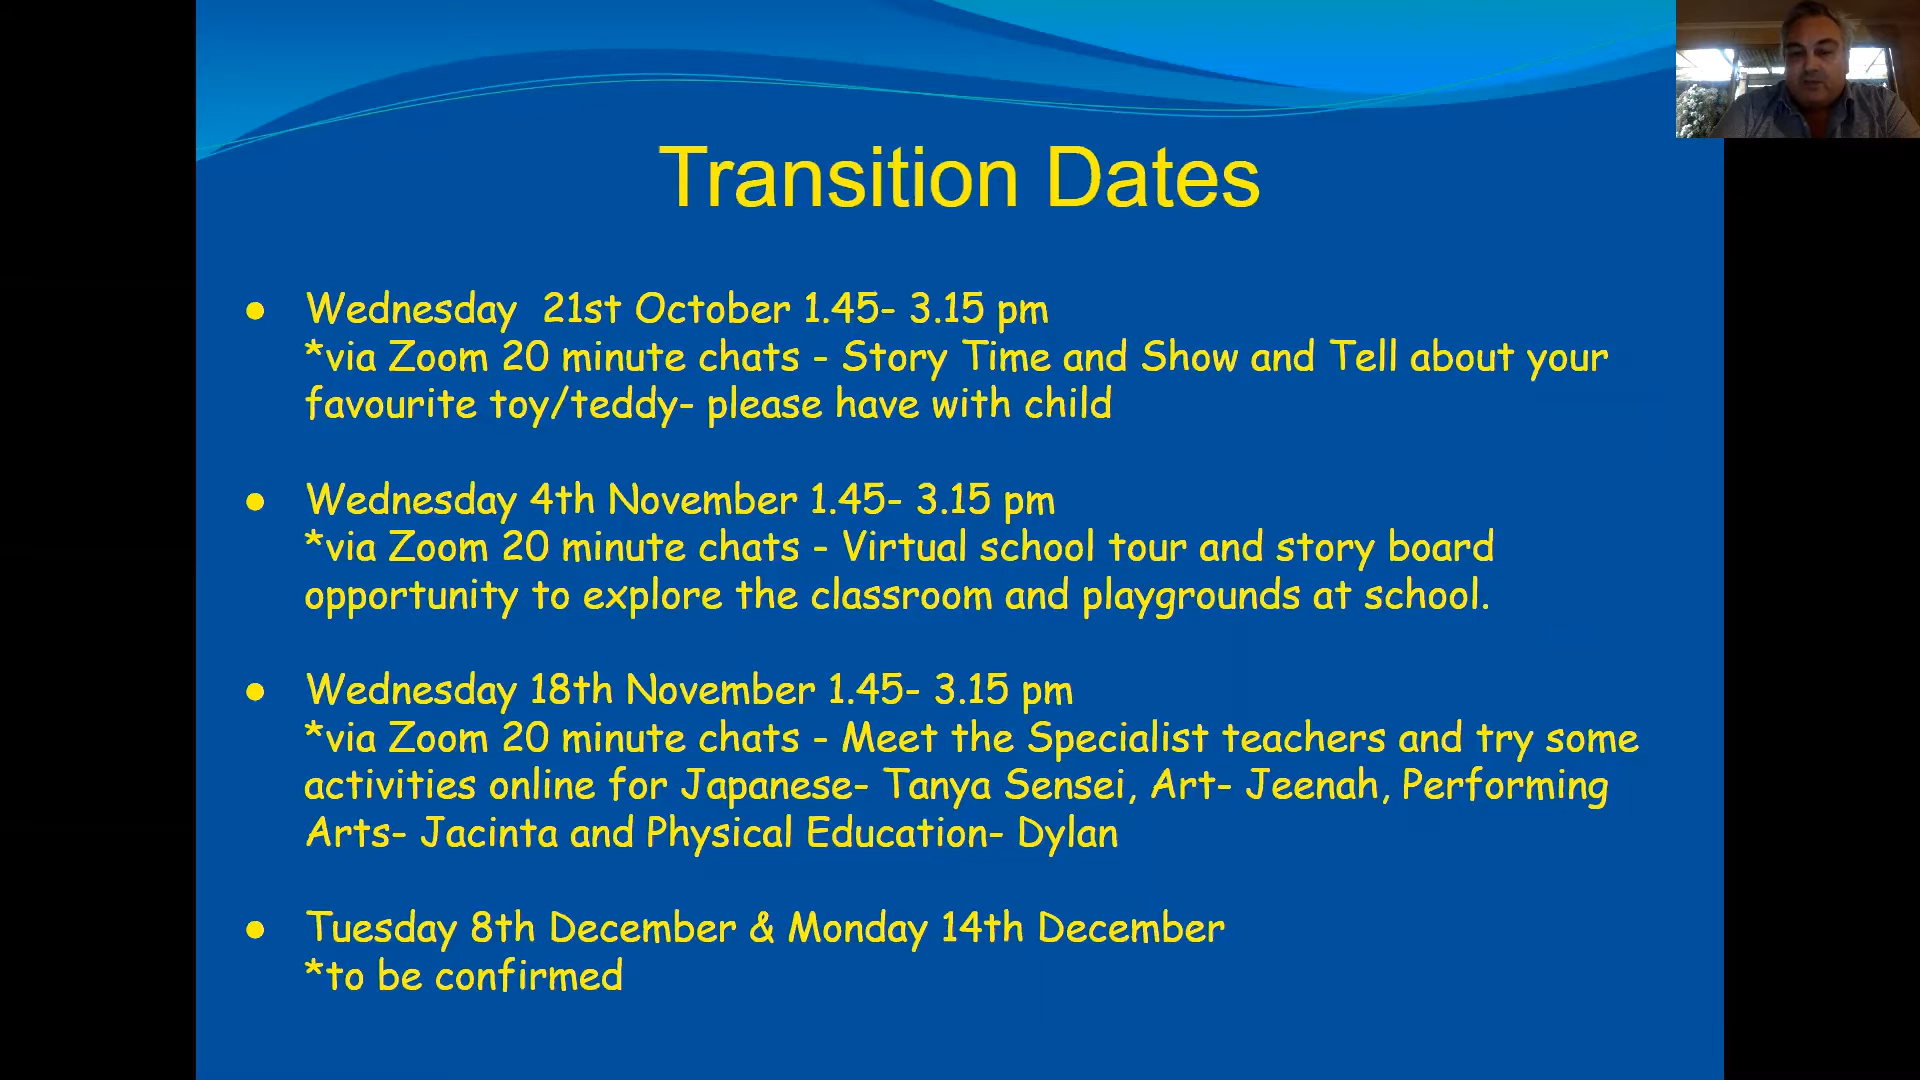 Transition Dates
● Wednesday  21st October 1.45- 3.15 pm
*via Zoom 20 minute chats - Story Time and Show and Tell about your
favourite toy/teddy- please have with child
● Wednesday 4th November 1.45- 3.15 pm
*via Zoom 20 minute chats - Virtual school tour and story board
opportunity to explore the classroom and playgrounds at school.
● Wednesday 18th November 1.45- 3.15 pm
*via Zoom 20 minute chats - Meet the Specialist teachers and try some
activities online for Japanese- Tanya Sensei, Art- Jeenah, Performing
Arts- Jacinta and Physical Education- Dylan
● Tuesday 8th December & Monday 14th December
*to be confirmed